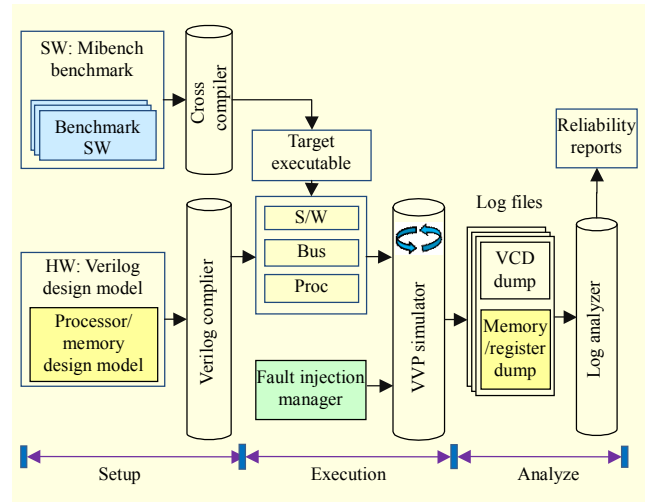 SW: Mibench
benchmark
Benchmark
SW
Cross
compiler
Target
executable
Reliability
reports
HW: Verilog
design model
Processor/
memory
design model
Verilog complier
S/W
Bus
Proc
Fault injection
manager
VVP simulator
Log files
VCD
dump
Memory
/register
dump
Log analyzer
Setup
Execution
Analyze